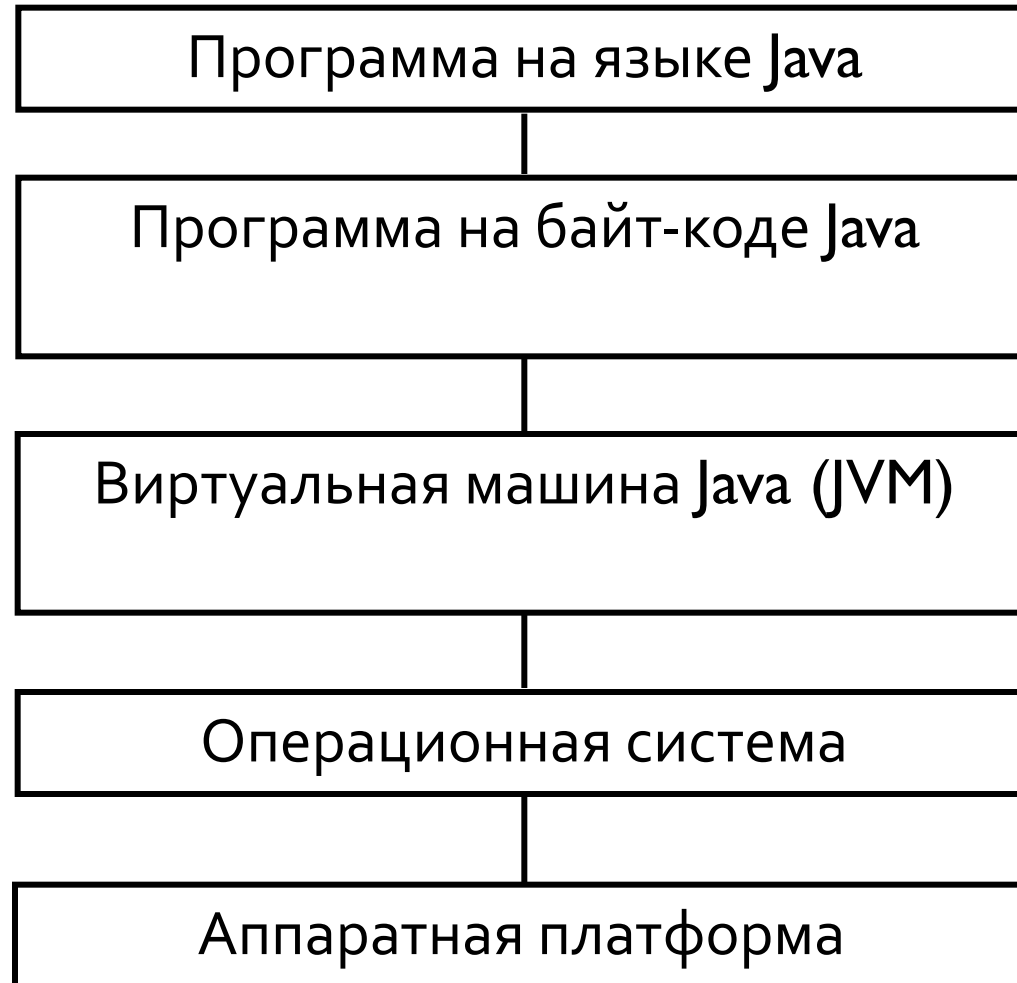 Программа на языке Java
Программа на байт-коде Java
Виртуальная машина Java (JVM)
Операционная система
Аппаратная платформа